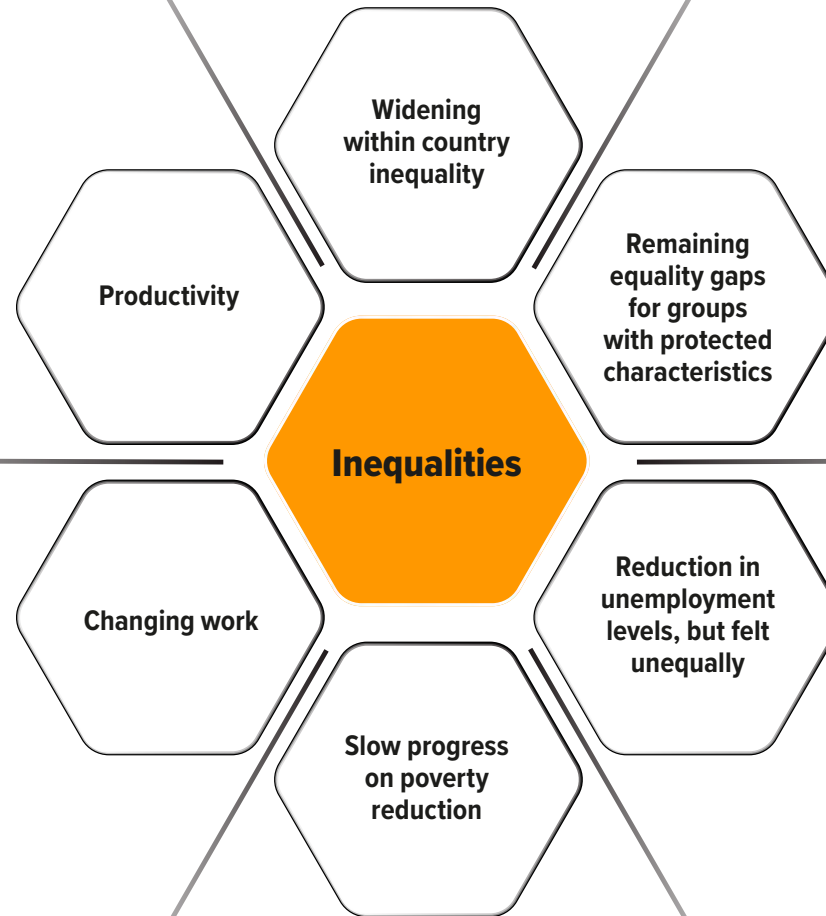 Widening
within country
inequality
Remaining
equality gaps
for groups
with protected
characteristics
Productivity
Inequalities
Reduction in
unemployment
levels, but felt
unequally
Changing work
Slow progress
on poverty
reduction